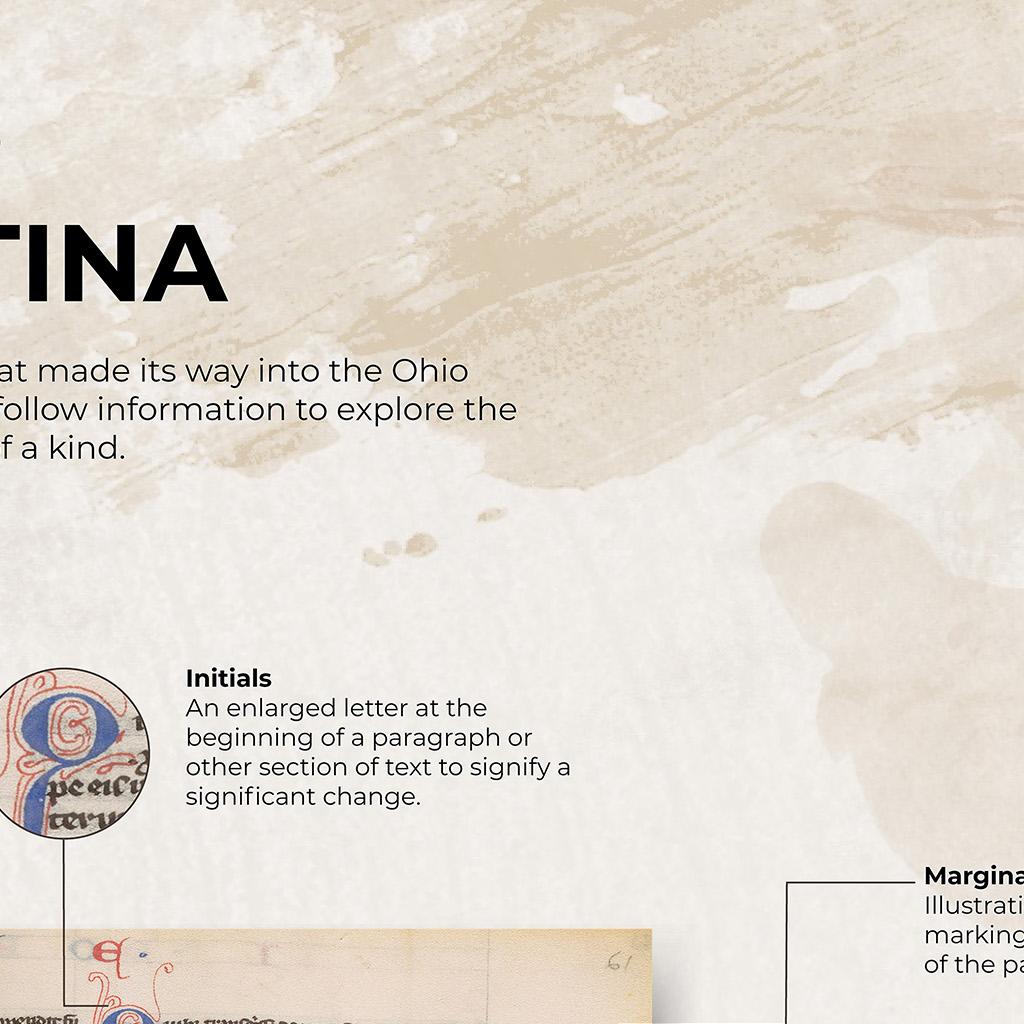 TINA
at made its way into the Ohio
follow information to explore the
f a kind.
Initials
An enlarged letter at the
beginning of a paragraph or
other section of text to signify a
significant change.
Margina
Illustrati
marking
of the pa
61